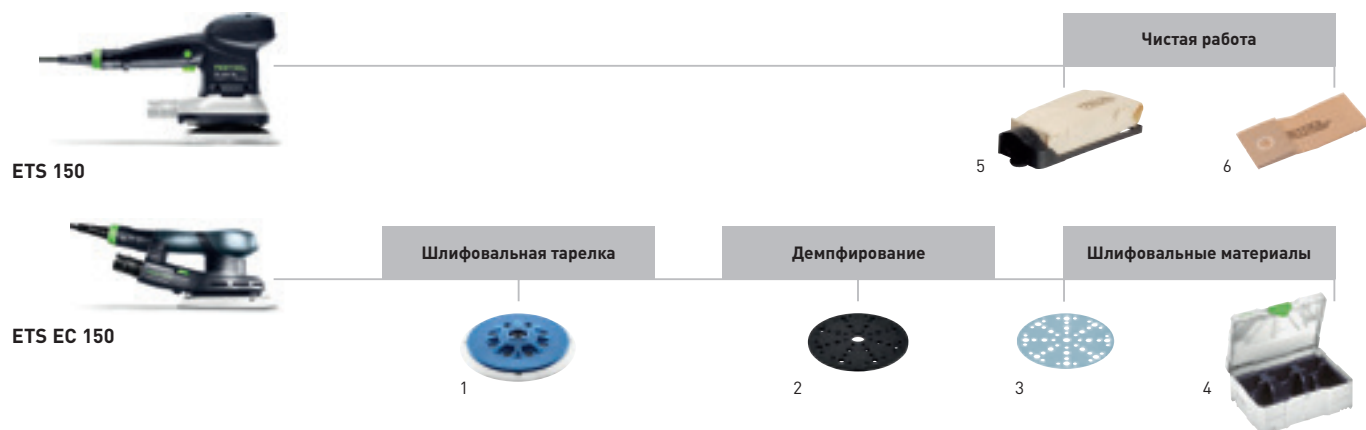 Чистая работа
5
6
ETS 150
Шлифовальная тарелка
Демпфирование
Шлифовальные материалы
ETS EC 150
1
2
3
4